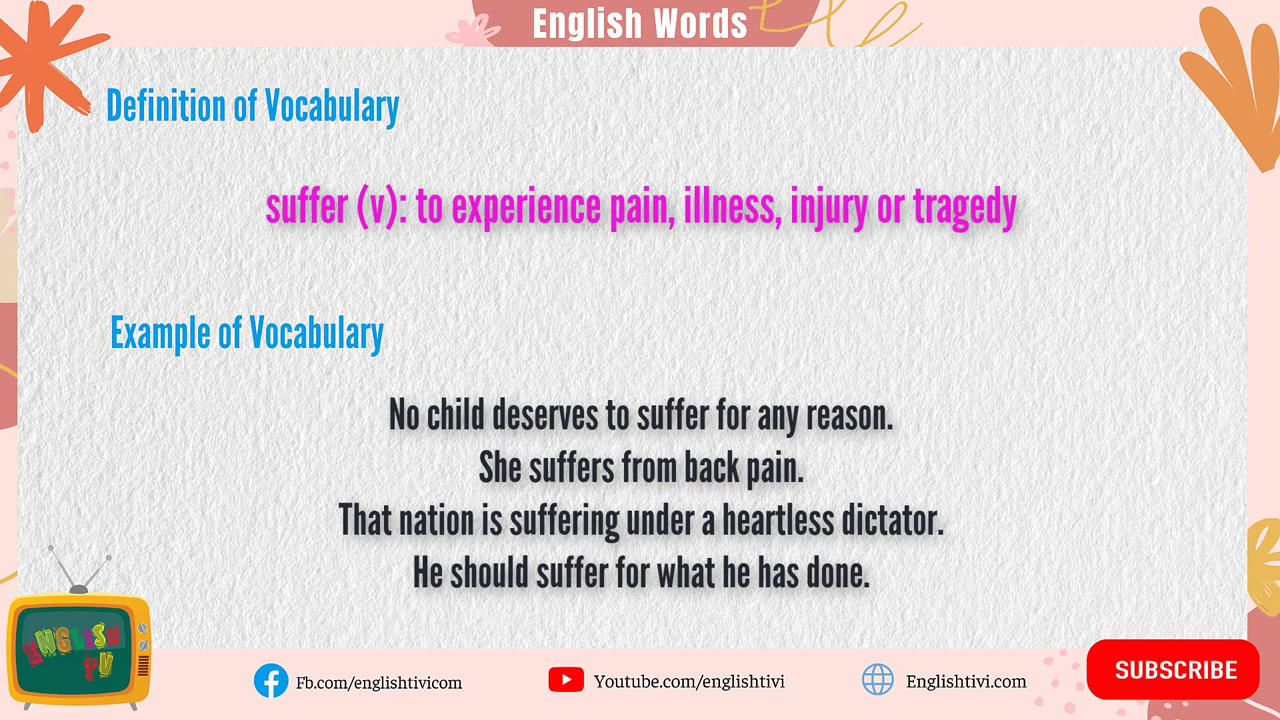 English Words
Definition of Vocabulary
suffer (v): to experience pain, illness, injury or tragedy
Example of Vocabulary
No child deserves to suffer for any reason.
She suffers from back pain.
That nation is suffering under a heartless dictator.
He should suffer for what he has done.
ENGLISH
TV
Fb.com/englishtivicom
Youtube.com/englishtivi
Englishtivi.com
SUBSCRIBE